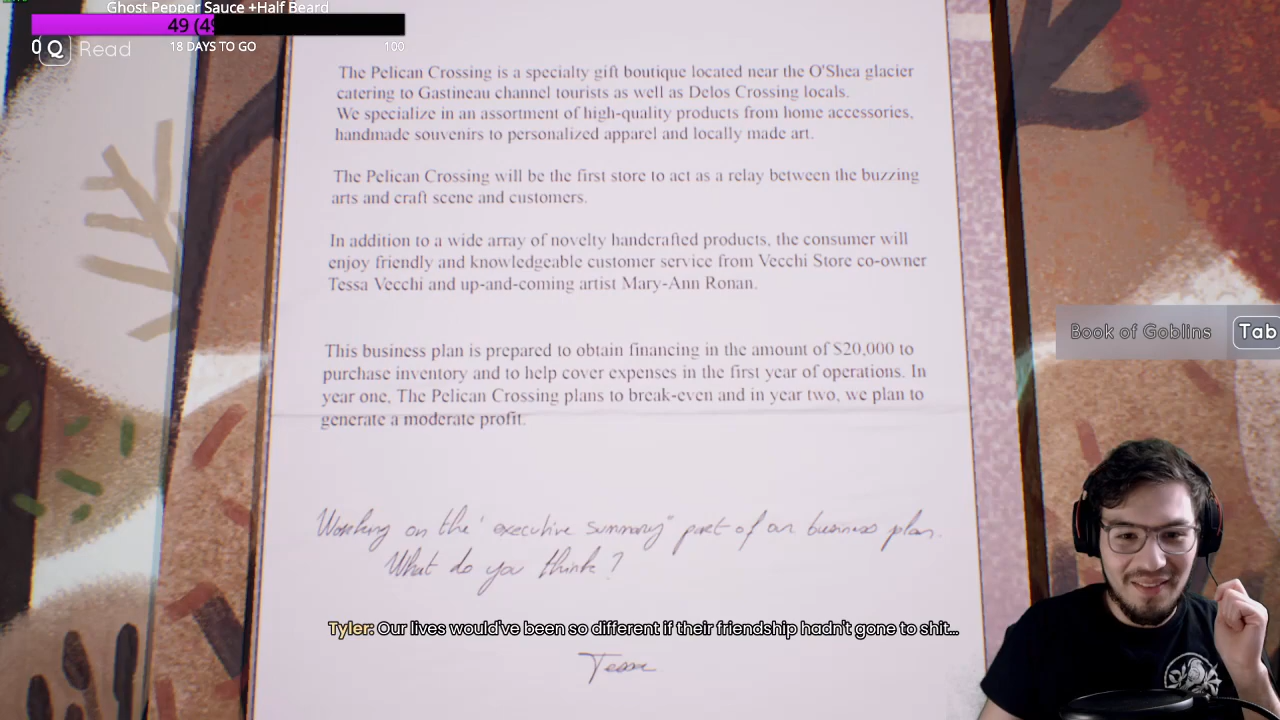 Ghost Pepper Sauce +Half Beard
49 (49
0 18 DAYS TO GO 100
Q Read
The Pelican Crossing is a specialty gift boutique located near the O'Shea glacier
catering to Gastineau channel tourists as well as Delos Crossing locals.
We specialize in an assortment of high-quality products from home accessories,
handmade souvenirs to personalized apparel and locally made art.
The Pelican Crossing will be the first store to act as a relay between the buzzing
arts and craft scene and customers.
In addition to a wide array of novelty handcrafted products, the consumer will
enjoy friendly and knowledgeable customer service from Vecchi Store co-owner
Tessa Vecchi and up-and-coming artist Mary-Ann Ronan.
Book of Goblins Tab
This business plan is prepared to obtain financing in the amount of $20,000 to
purchase inventory and to help cover expenses in the first year of operations. In
year one, The Pelican Crossing plans to break-even and in year two, we plan to
generate a moderate profit.
Working on the "executive summary" part of our business plan.
What do you think?
Tyler: Our lives would've been so different if their friendship hadn't gone to shit...
Tessa